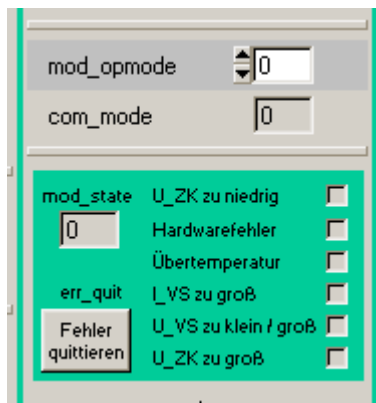 mod_opmode 0
com_mode 0
mod_state U_ZK zu niedrig
0 Hardwarefehler
Übertemperatur
err_quit I_VS zu groß
Fehler quittieren U_VS zu klein / groß
U_ZK zu groß